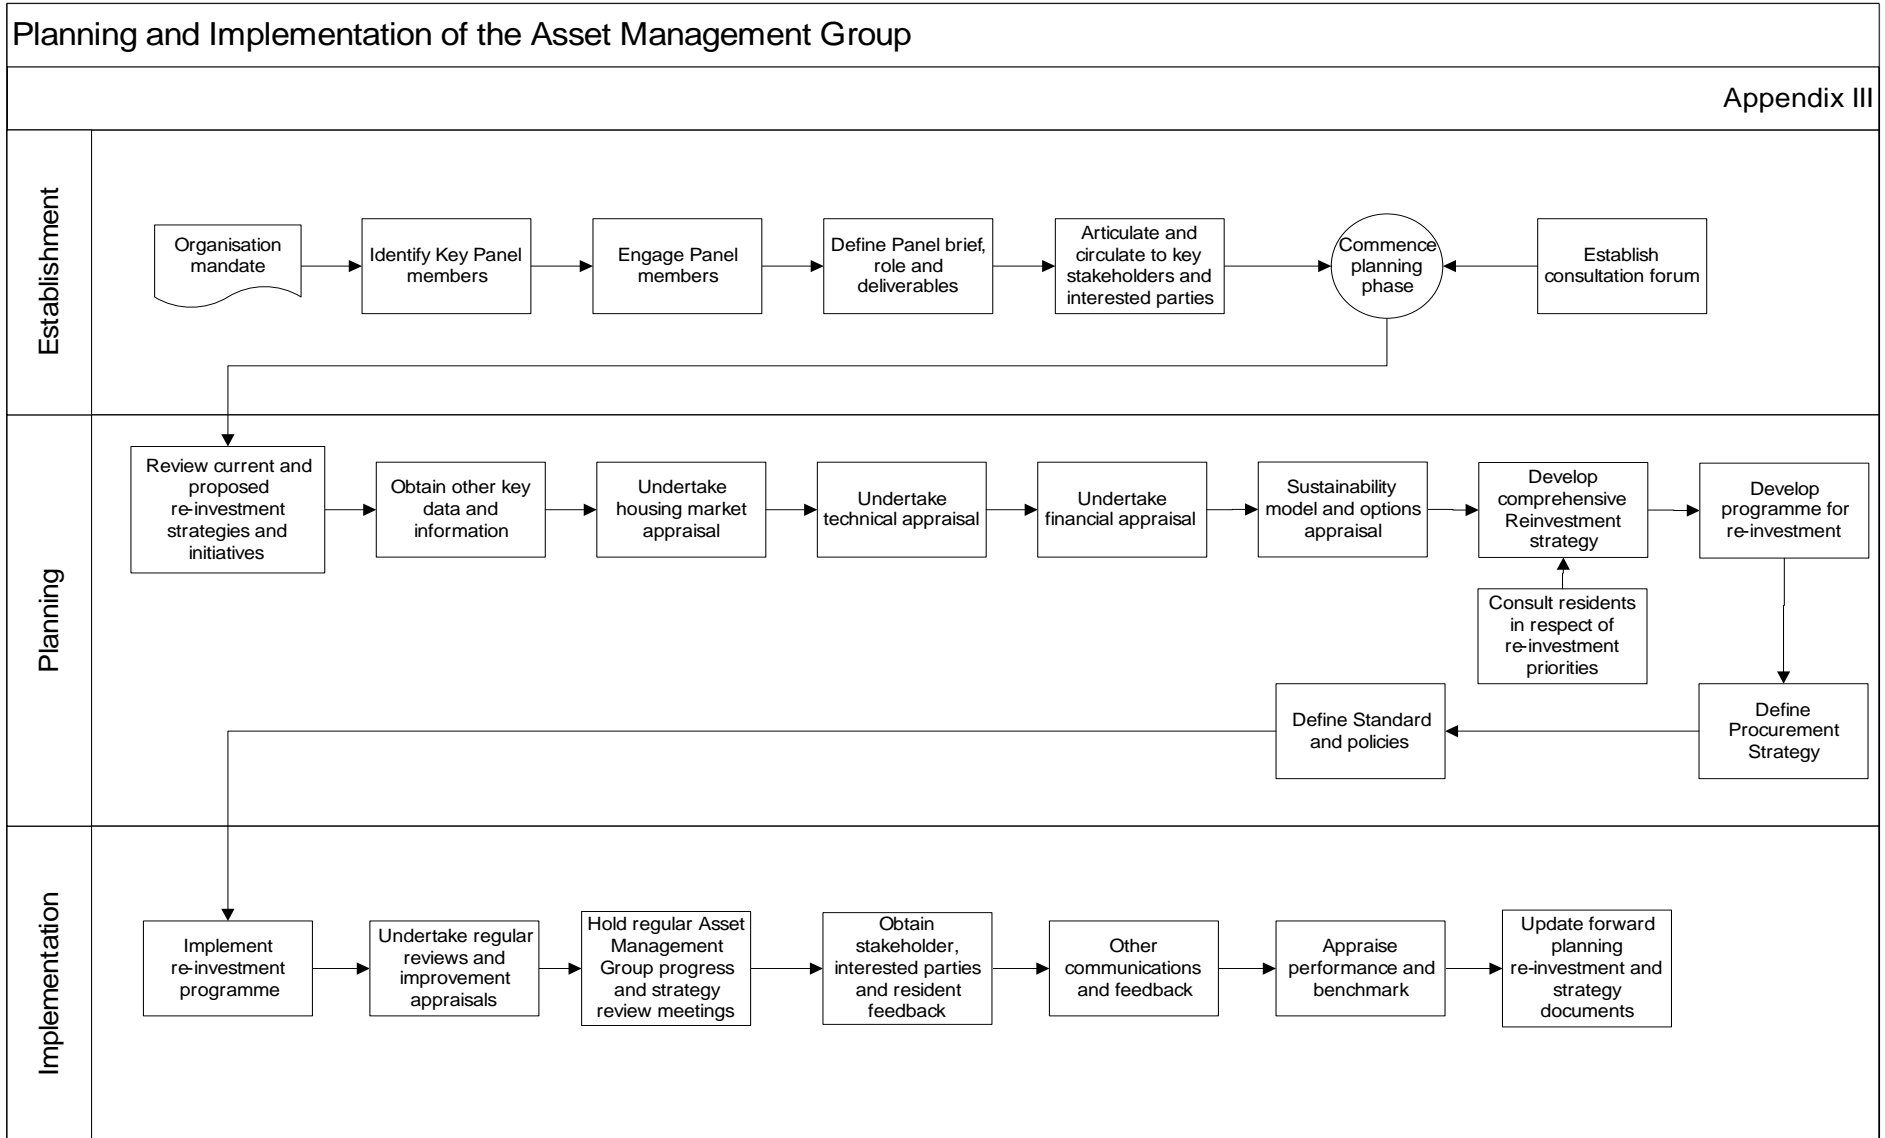 Planning and Implementation of the Asset Management Group
Appendix III
Establishment
Organisation
mandate
Identify Key Panel
members
Engage Panel
members
Define Panel brief,
role and
deliverables
Articulate and
circulate to key
stakeholders and
interested parties
Commence
planning
phase
Establish
consultation forum
Planning
Review current and
proposed
re-investment
strategies and
initiatives
Obtain other key
data and
information
Undertake
housing market
appraisal
Undertake
technical appraisal
Undertake
financial appraisal
Sustainability
model and options
appraisal
Develop
comprehensive
Reinvestment
strategy
Develop
programme for
re-investment
Consult residents
in respect of
re-investment
priorities
Define Standard
and policies
Define
Procurement
Strategy
Implementation
Implement
re-investment
programme
Undertake regular
reviews and
improvement
appraisals
Hold regular Asset
Management
Group progress
and strategy
review meetings
Obtain
stakeholder,
interested parties
and resident
feedback
Other
communications
and feedback
Appraise
performance and
benchmark
Update forward
planning
re-investment and
strategy
documents